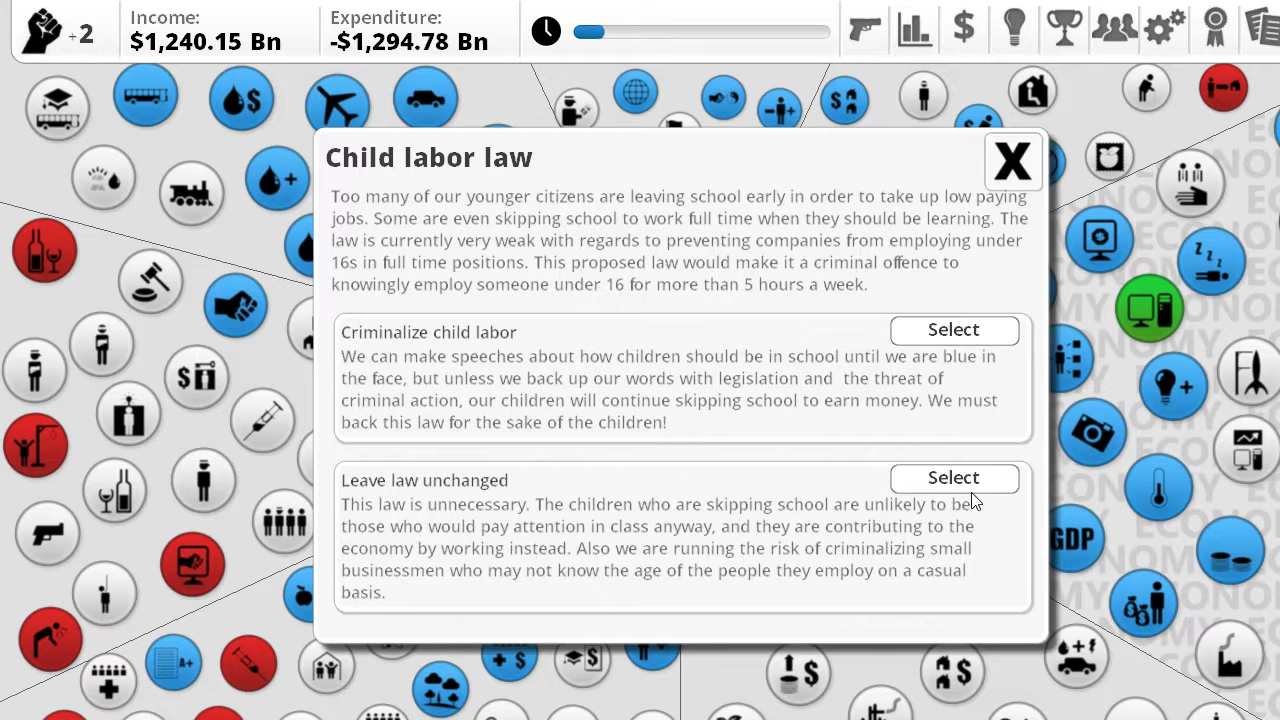 +2
Income:
$1,240.15 Bn
Expenditure:
-$1,294.78 Bn
Child labor law
X
Too many of our younger citizens are leaving school early in order to take up low paying
jobs. Some are even skipping school to work full time when they should be learning. The
law is currently very weak with regards to preventing companies from employing under
16s in full time positions. This proposed law would make it a criminal offence to
knowingly employ someone under 16 for more than 5 hours a week.
Criminalize child labor
Select
We can make speeches about how children should be in school until we are blue in
the face, but unless we back up our words with legislation and the threat of
criminal action, our children will continue skipping school to earn money. We must
back this law for the sake of the children!
Leave law unchanged
Select
This law is unnecessary. The children who are skipping school are unlikely to be
those who would pay attention in class anyway, and they are contributing to the
economy by working instead. Also we are running the risk of criminalizing small
businessmen who may not know the age of the people they employ on a casual
basis.
GDP
A+